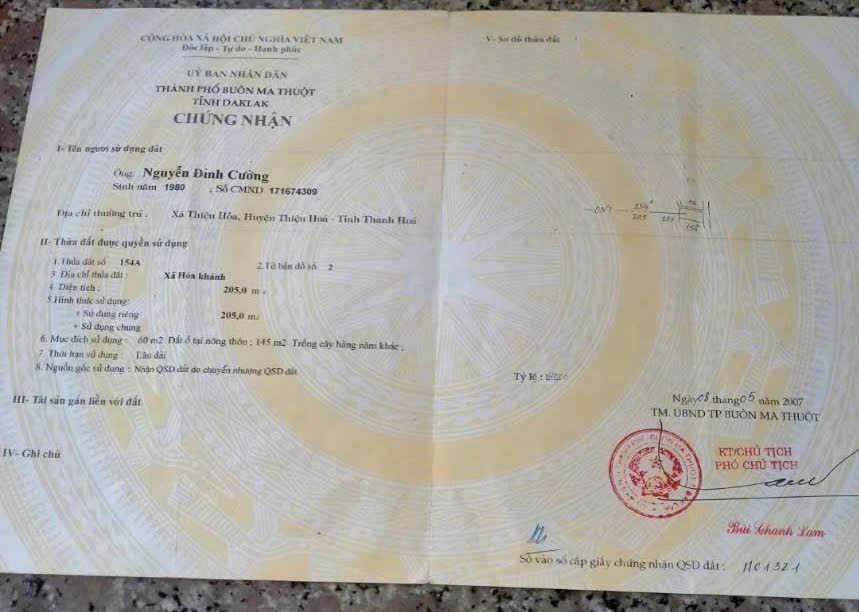 CỘNG HÒA XÃ HỘI CHỦ NGHĨA VIỆT NAM
Độc lập - Tự do - Hạnh phúc
UỶ BAN NHÂN DÂN
THÀNH PHỐ BUÔN MA THUỘT
TỈNH DAKLAK
CHỨNG NHẬN
I- Tên người sử dụng đất
Ông: Nguyễn Đình Cường
Sinh năm 1980 ; Số CMND 171674309
Địa chỉ thường trú : Xã Thiệu Hòa, Huyện Thiệu Hoá - Tỉnh Thanh Hoá
II- Thửa đất được quyền sử dụng
1. Thửa đất số 154A 2. Tờ bản đồ số 2
3. Địa chỉ thửa đất : Xã Hòa khánh
4. Diện tích : 205,0 m2
5. Hình thức sử dụng:
+ Sử dụng riêng 205,0 m2
+ Sử dụng chung
6. Mục đích sử dụng : 60 m2 Đất ở tại nông thôn ; 145 m2 Trồng cây hàng năm khác ;
7. Thời hạn sử dụng : Lâu dài
8. Nguồn gốc sử dụng : Nhận QSD đất do chuyển nhượng QSD đất
III- Tài sản gắn liền với đất
IV- Ghi chú
V- Sơ đồ thửa đất
ONT 154A
205
Tỷ lệ :
Ngày 08 tháng 05 năm 2007
TM. UBND TP BUÔN MA THUỘT
KT/CHỦ TỊCH
PHÓ CHỦ TỊCH
Bùi Thanh Lam
Số vào sổ cấp giấy chứng nhận QSD đất : H01321